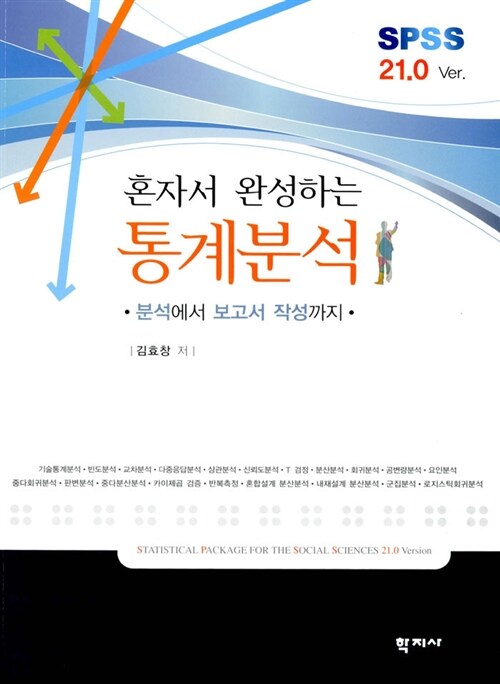 SPSS
21.0 Ver.
혼자서 완성하는
통계분석
• 분석에서 보고서 작성까지 •
| 김효창 저 |
기술통계분석 • 빈도분석 • 교차분석 • 다중응답분석 • 상관분석 • 신뢰도분석 • T 검정 • 분산분석 • 회귀분석 • 공변량분석 • 요인분석
중다회귀분석 • 판변분석 • 중다분산분석 • 카이제곱 검증 • 반복측정 • 혼합설계 분산분석 • 내재설계 분산분석 • 군집분석 • 로지스틱회귀분석
STATISTICAL PACKAGE FOR THE SOCIAL SCIENCES 21.0 Version
학지사